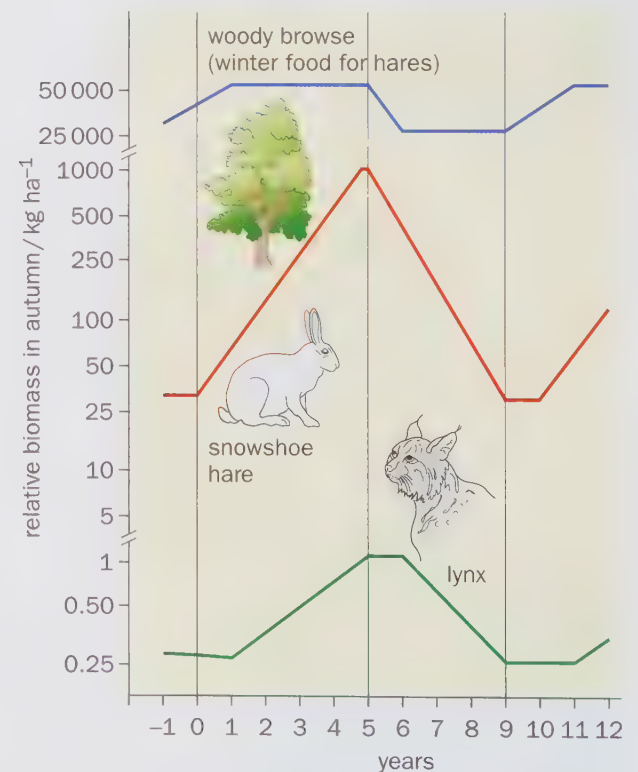 woody browse
(winter food for hares)
relative biomass in autumn / kg ha⁻¹
50 000
25 000
1000
500
250
100
50
25
10
5
1
0.50
0.25
snowshoe
hare
lynx
–1 0 1 2 3 4 5 6 7 8 9 10 11 12
years